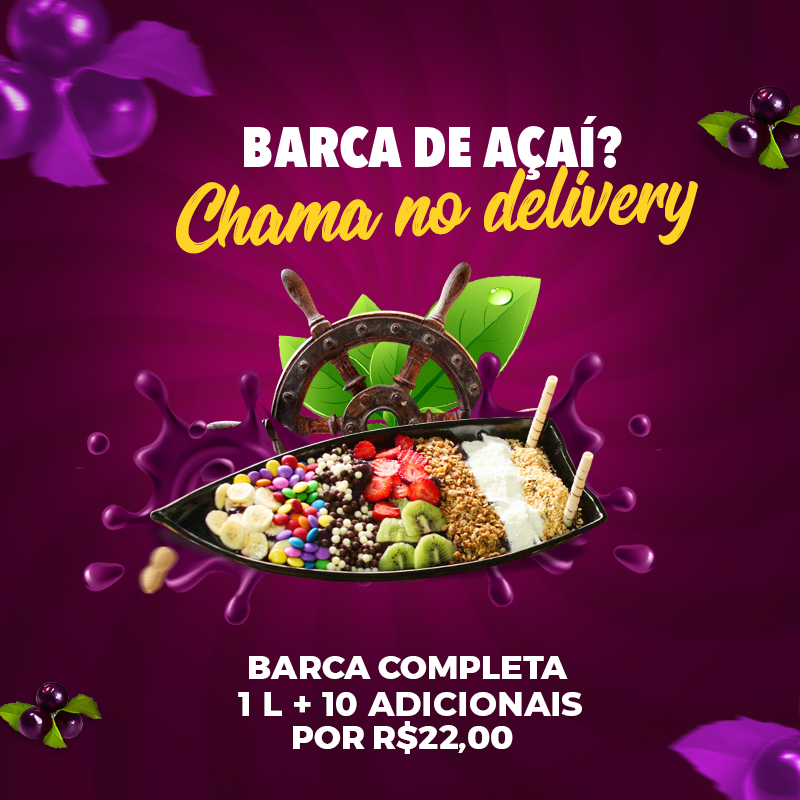 BARCA DE AÇAÍ?
Chama no delivery
BARCA COMPLETA
1 L + 10 ADICIONAIS
POR R$22,00